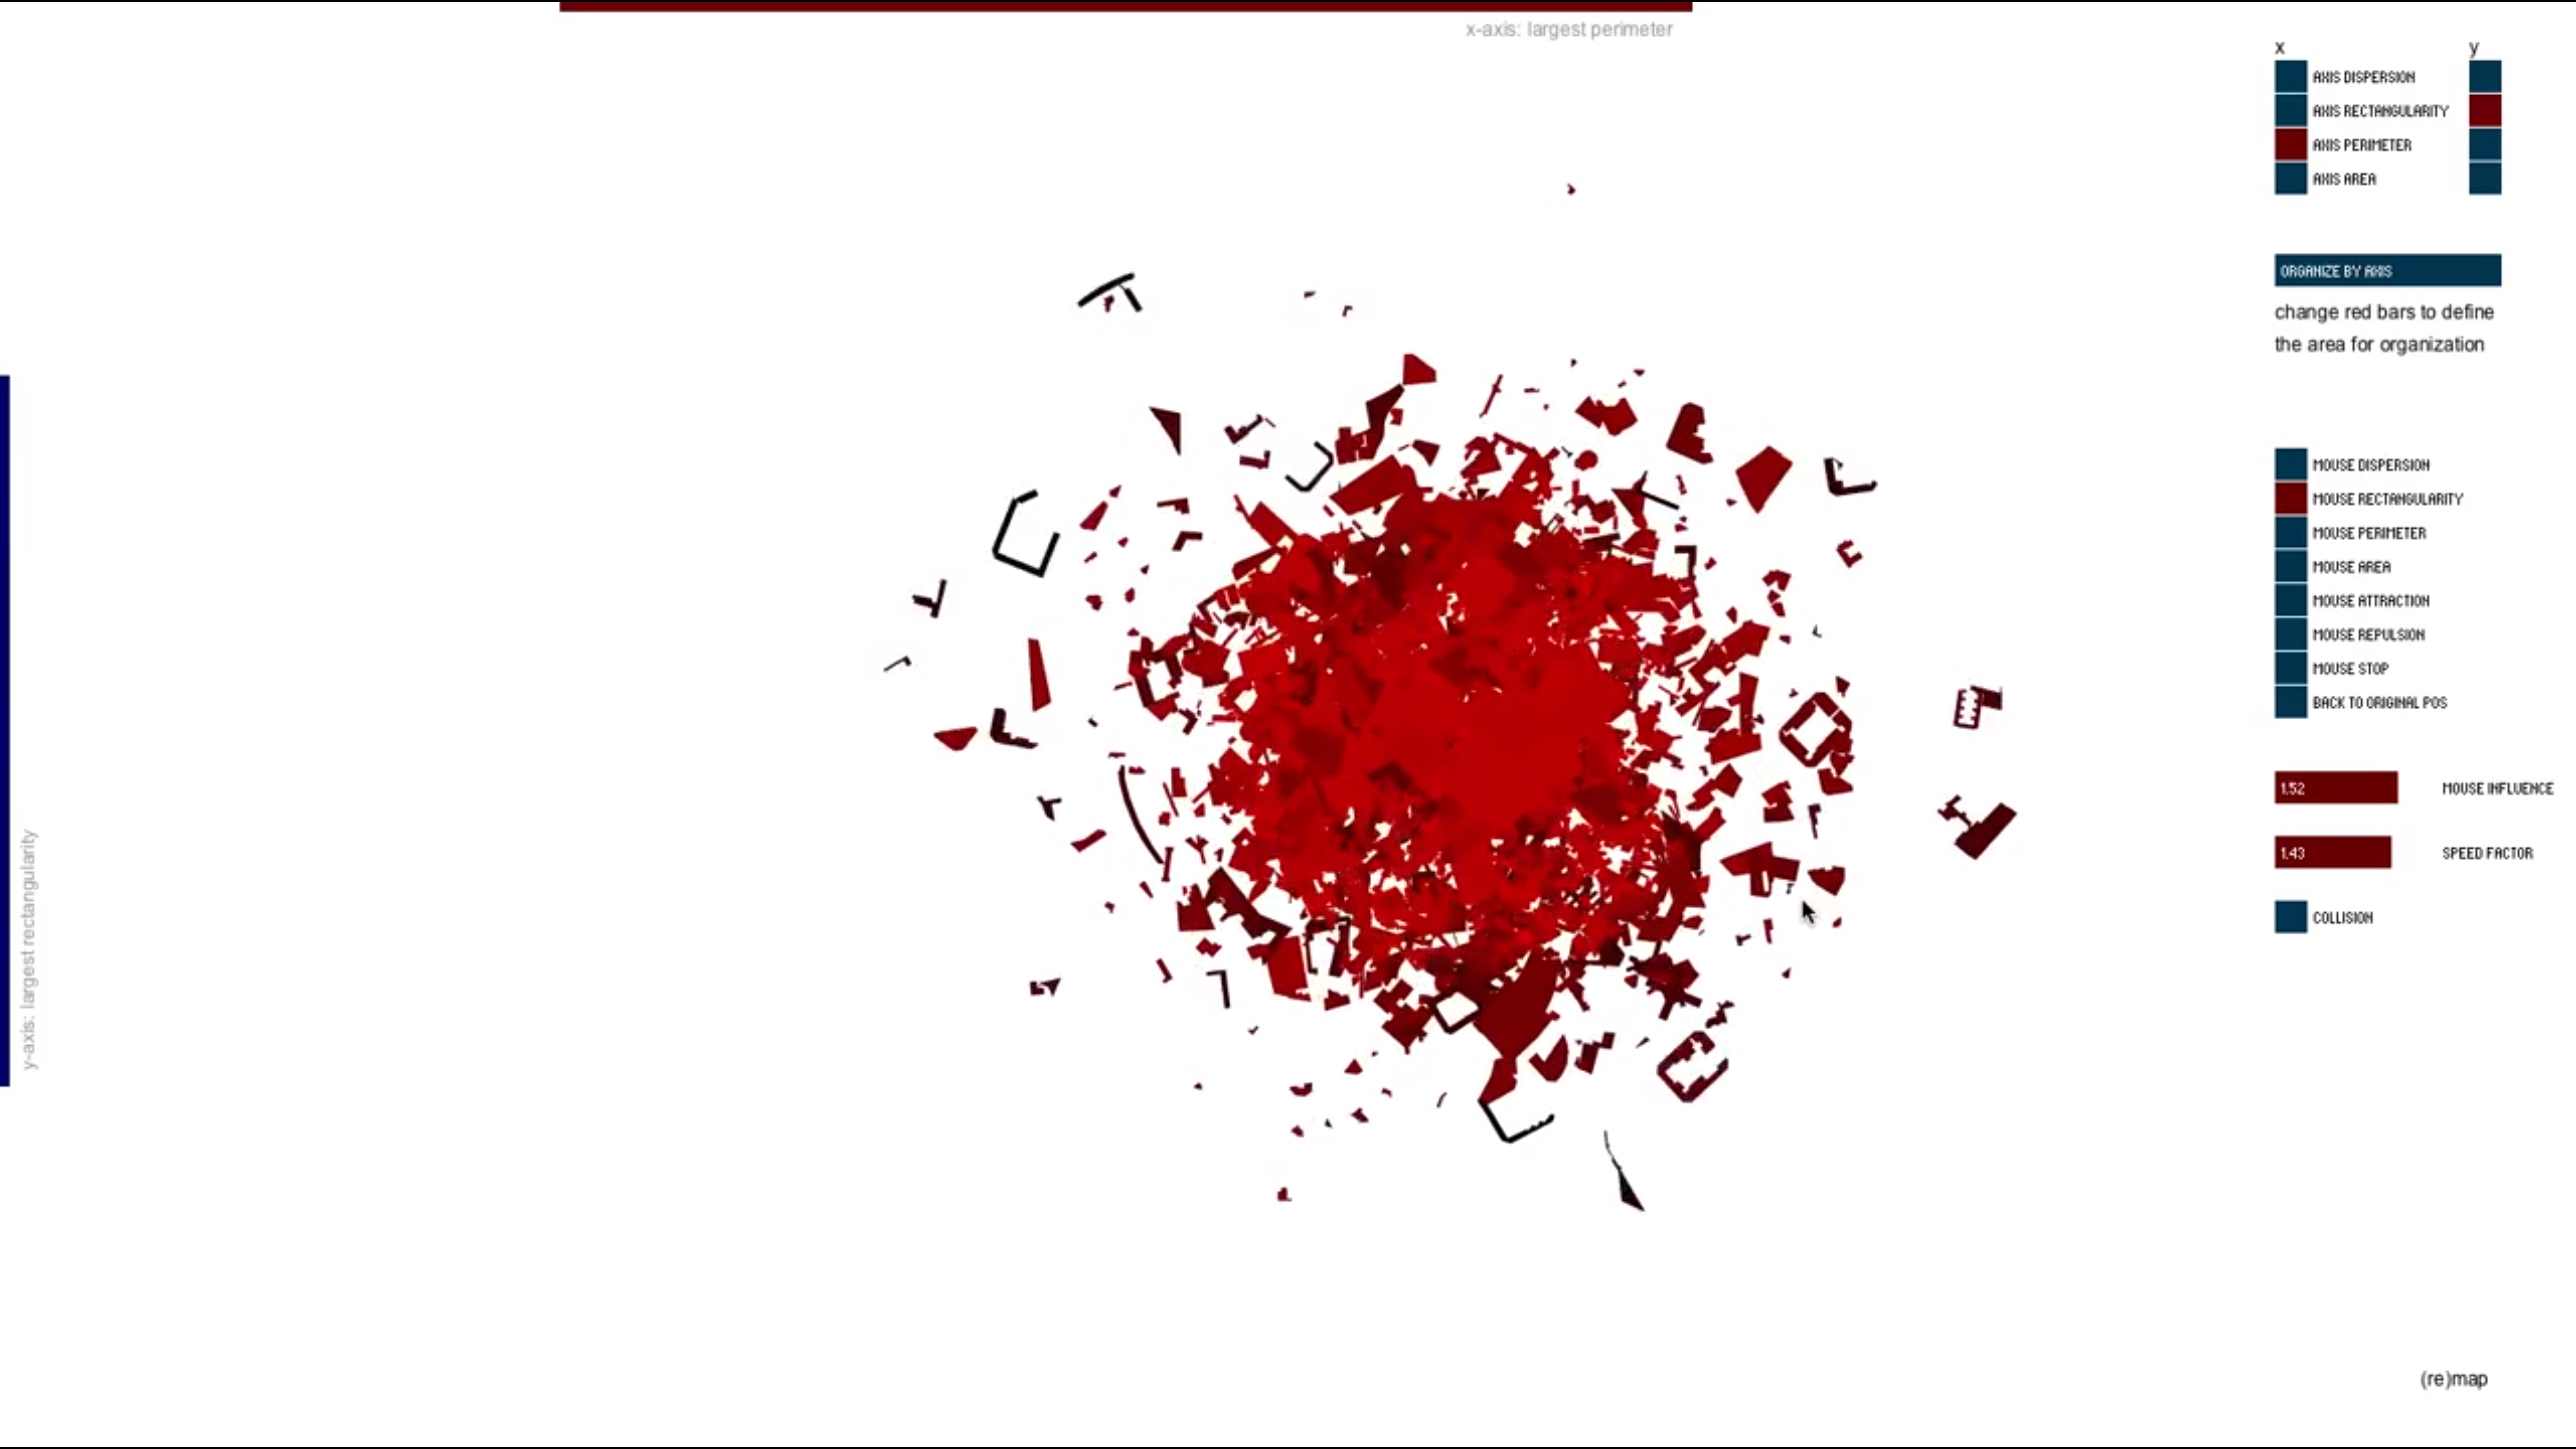 x-axis: largest perimeter
x y
AXIS DISPERSION
AXIS RECTANGULARITY
AXIS PERIMETER
AXIS AREA
ORGANIZE BY AXIS
change red bars to define
the area for organization
MOUSE DISPERSION
MOUSE RECTANGULARITY
MOUSE PERIMETER
MOUSE AREA
MOUSE ATTRACTION
MOUSE REPULSION
MOUSE STOP
BACK TO ORIGINAL POS
1.52 MOUSE INFLUENCE
1.43 SPEED FACTOR
COLLISION
y-axis: largest rectangularity
(re)map